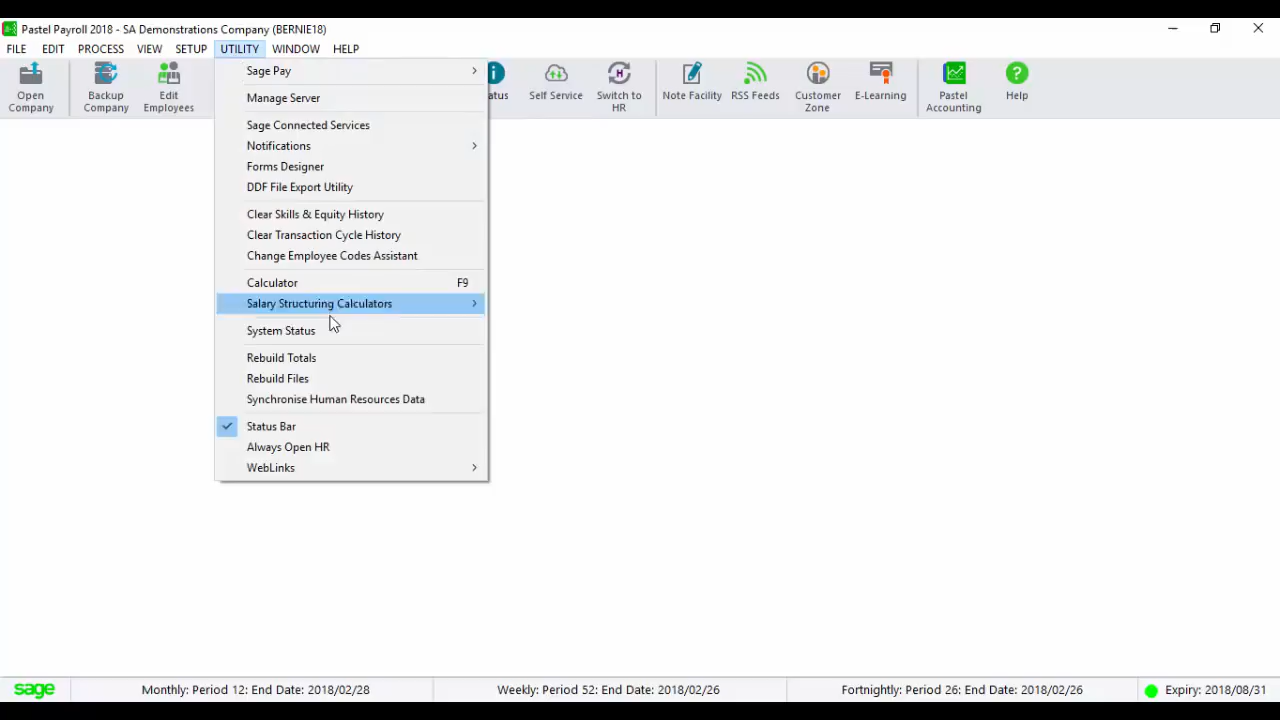 Pastel Payroll 2018 - SA Demonstrations Company (BERNIE18)
FILE EDIT PROCESS VIEW SETUP UTILITY WINDOW HELP
Open Company
Backup Company
Edit Employees
atus
Self Service
Switch to HR
Note Facility
RSS Feeds
Customer Zone
E-Learning
Pastel Accounting
Help
Sage Pay
Manage Server
Sage Connected Services
Notifications
Forms Designer
DDF File Export Utility
Clear Skills & Equity History
Clear Transaction Cycle History
Change Employee Codes Assistant
Calculator F9
Salary Structuring Calculators
System Status
Rebuild Totals
Rebuild Files
Synchronise Human Resources Data
Status Bar
Always Open HR
WebLinks
sage Monthly: Period 12: End Date: 2018/02/28 Weekly: Period 52: End Date: 2018/02/26 Fortnightly: Period 26: End Date: 2018/02/26 Expiry: 2018/08/31